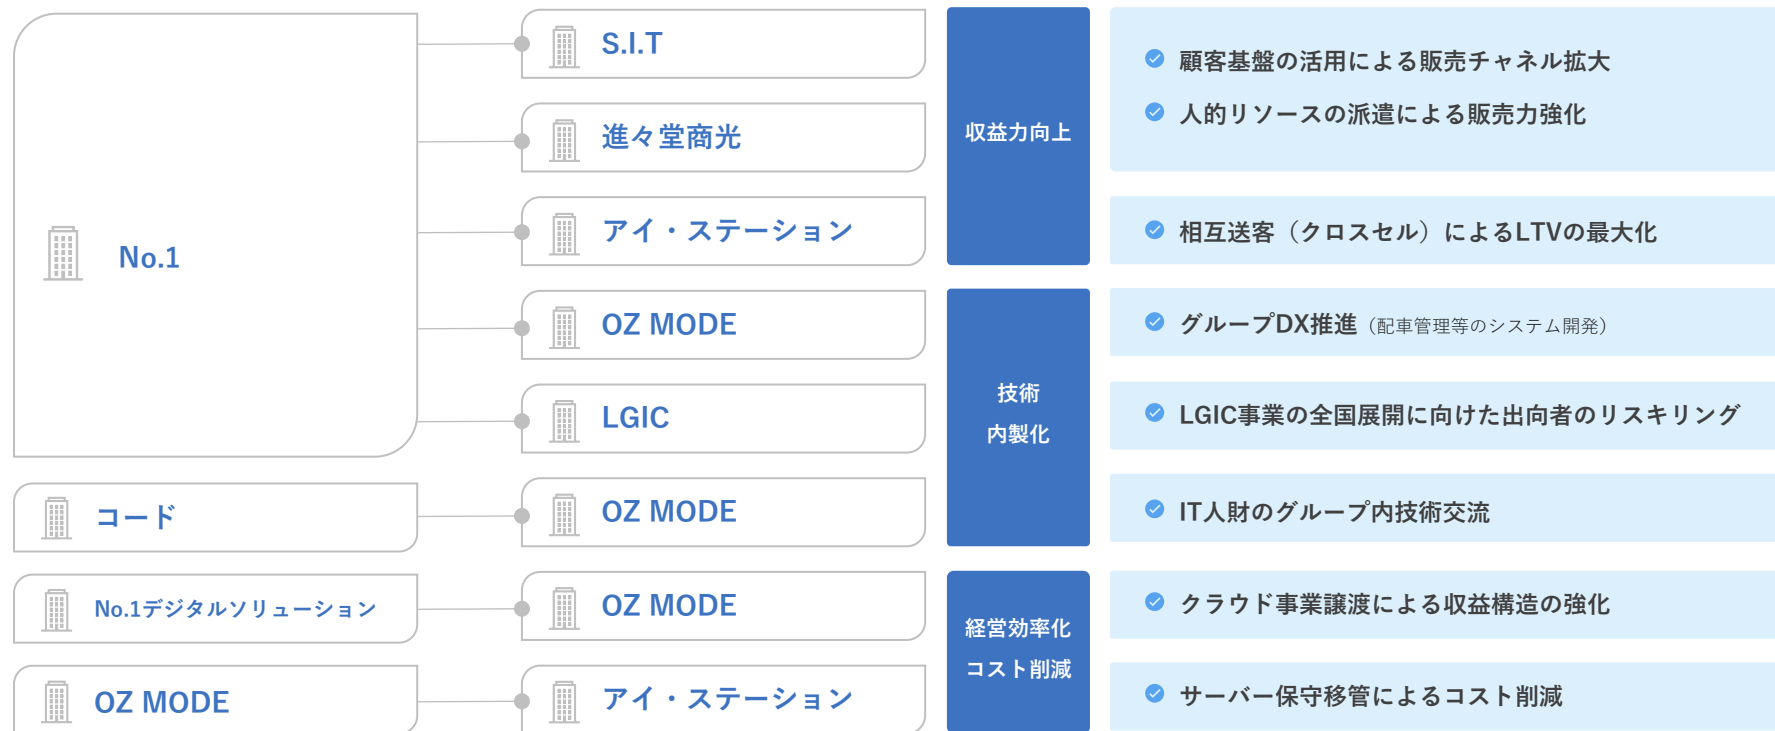 No.1
S.I.T
進々堂商光
アイ・ステーション
OZ MODE
LGIC
コード
OZ MODE
No.1デジタルソリューション
OZ MODE
OZ MODE
アイ・ステーション
収益力向上
顧客基盤の活用による販売チャネル拡大
人的リソースの派遣による販売力強化
相互送客（クロスセル）によるLTVの最大化
技術
内製化
グループDX推進（配車管理等のシステム開発）
LGIC事業の全国展開に向けた出向者のリスキリング
IT人財のグループ内技術交流
経営効率化
コスト削減
クラウド事業譲渡による収益構造の強化
サーバー保守移管によるコスト削減